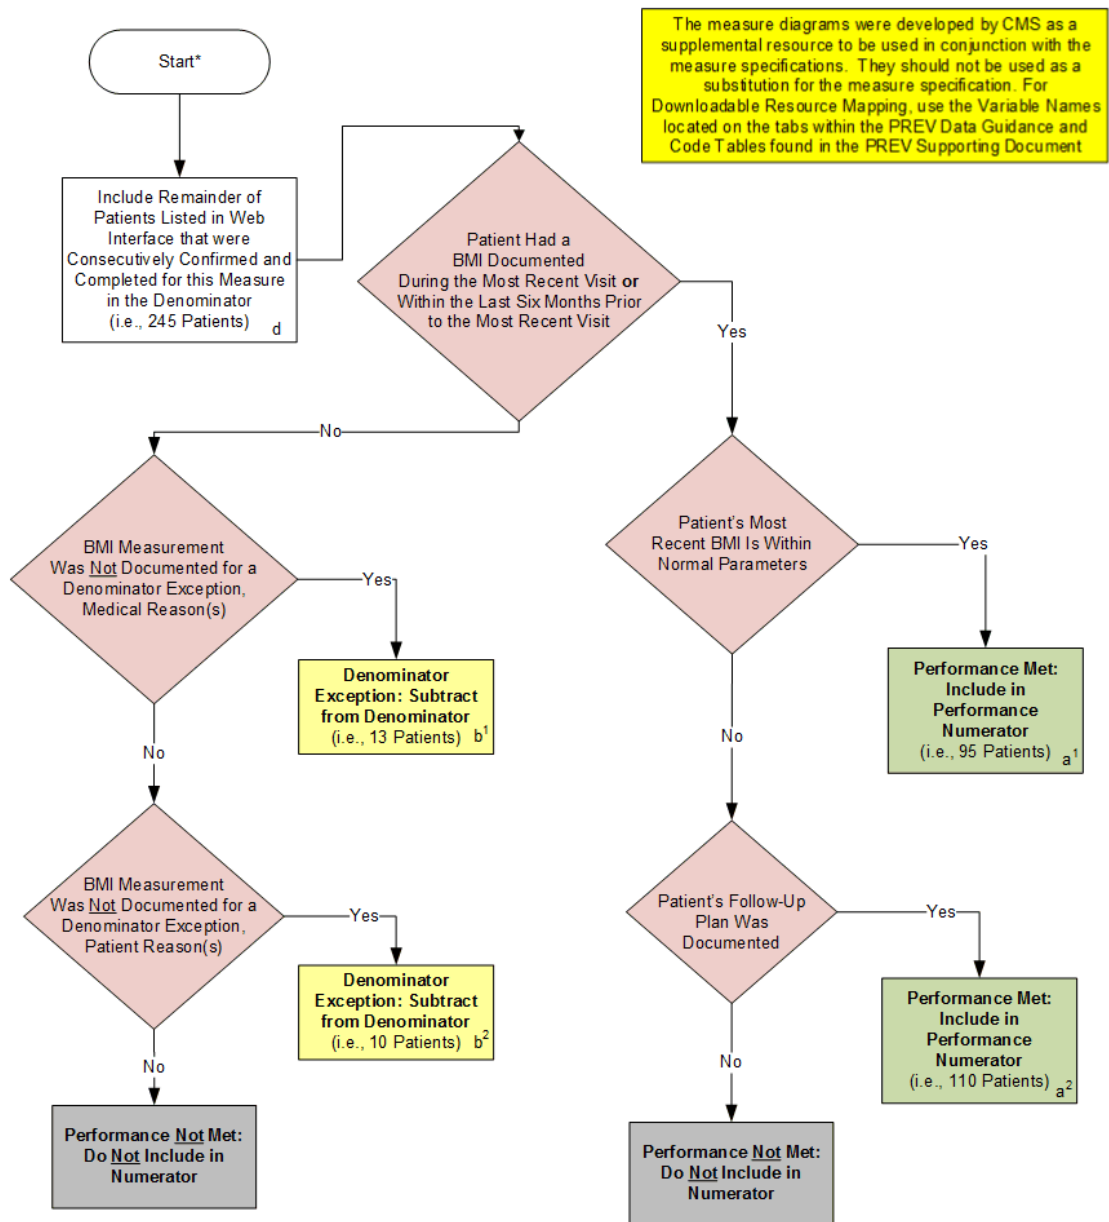 Start*
The measure diagrams were developed by CMS as a
supplemental resource to be used in conjunction with the
measure specifications. They should not be used as a
substitution for the measure specification. For
Downloadable Resource Mapping, use the Variable Names
located on the tabs within the PREV Data Guidance and
Code Tables found in the PREV Supporting Document
Include Remainder of
Patients Listed in Web
Interface that were
Consecutively Confirmed and
Completed for this Measure
in the Denominator
(i.e., 245 Patients) d
Patient Had a
BMI Documented
During the Most Recent Visit or
Within the Last Six Months Prior
to the Most Recent Visit
Yes
No
BMI Measurement
Was Not Documented for a
Denominator Exception,
Medical Reason(s)
Yes
Patient's Most
Recent BMI Is Within
Normal Parameters
Yes
Denominator
Exception: Subtract
from Denominator
(i.e., 13 Patients) b¹
Performance Met:
Include in
Performance
Numerator
(i.e., 95 Patients) a¹
No
No
BMI Measurement
Was Not Documented for a
Denominator Exception,
Patient Reason(s)
Yes
Patient's Follow-Up
Plan Was
Documented
Yes
Denominator
Exception: Subtract
from Denominator
(i.e., 10 Patients) b²
Performance Met:
Include in
Performance
Numerator
(i.e., 110 Patients) a²
No
No
Performance Not Met:
Do Not Include in
Numerator
Performance Not Met:
Do Not Include in
Numerator